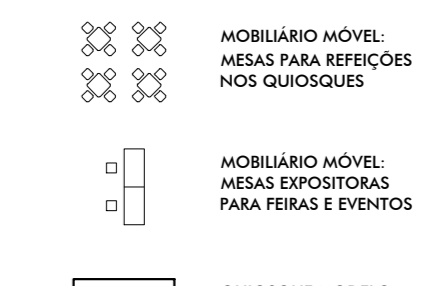 MOBILIÁRIO MÓVEL:
MESAS PARA REFEIÇÕES
NOS QUIOSQUES
MOBILIÁRIO MÓVEL:
MESAS EXPOSITORAS
PARA FEIRAS E EVENTOS